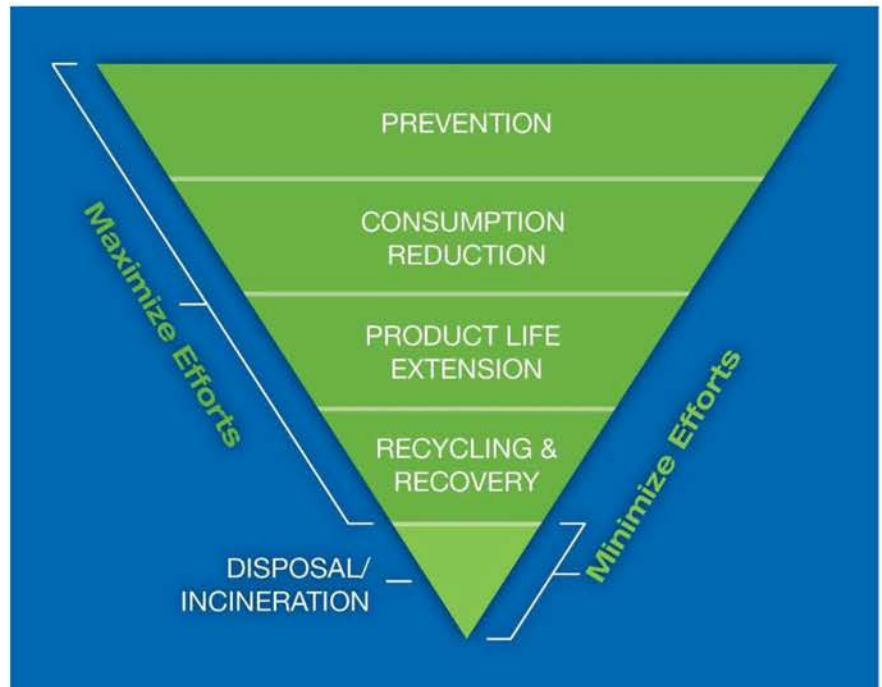 PREVENTION
CONSUMPTION
REDUCTION
PRODUCT LIFE
EXTENSION
RECYCLING &
RECOVERY
DISPOSAL/
INCINERATION
Maximize Efforts
Minimize Efforts